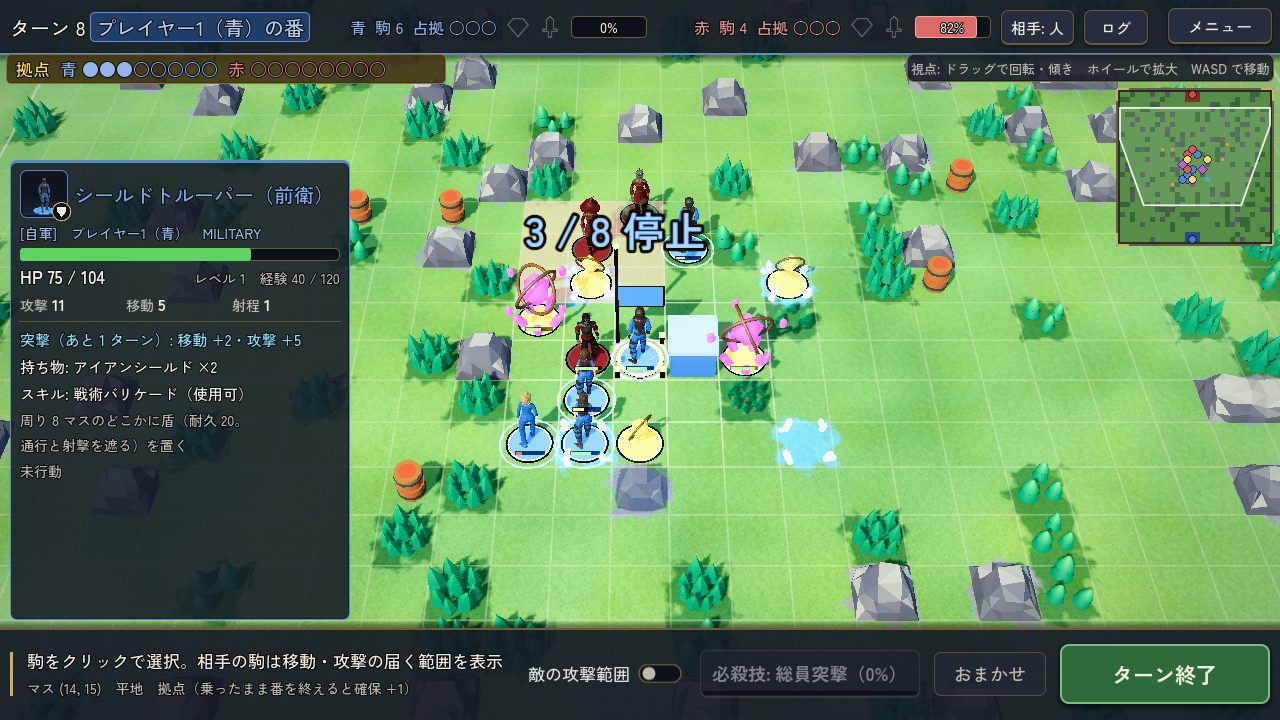 ターン 8 プレイヤー1（青）の番 青 駒 6 占拠 〇〇〇 0% 赤 駒 4 占拠 〇〇〇 82% 相手: 人 ログ メニュー
拠点 青 赤
視点: ドラッグで回転・傾き ホイールで拡大 WASD で移動
シールドトルーパー（前衛）
[自軍] プレイヤー1（青） MILITARY
HP 75 / 104 レベル 1 経験 40 / 120
攻撃 11 移動 5 射程 1
突撃（あと 1 ターン）: 移動 +2・攻撃 +5
持ち物: アイアンシールド ×2
スキル: 戦術バリケード（使用可）
周り 8 マスのどこかに盾（耐久 20。
通行と射撃を遮る）を置く
未行動
3 / 8 停止
駒をクリックで選択。相手の駒は移動・攻撃の届く範囲を表示
マス (14, 15) 平地 拠点（乗ったまま番を終えると確保 +1）
敵の攻撃範囲
必殺技: 総員突撃（0%）
おまかせ
ターン終了